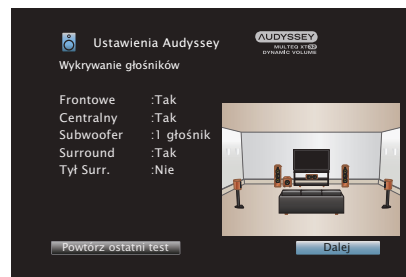 Ustawienia Audyssey
AUDYSSEY
MULTEQ XT32
DYNAMIC VOLUME
Wykrywanie głośników
Frontowe :Tak
Centralny :Tak
Subwoofer :1 głośnik
Surround :Tak
Tył Surr. :Nie
Powtórz ostatni test
Dalej